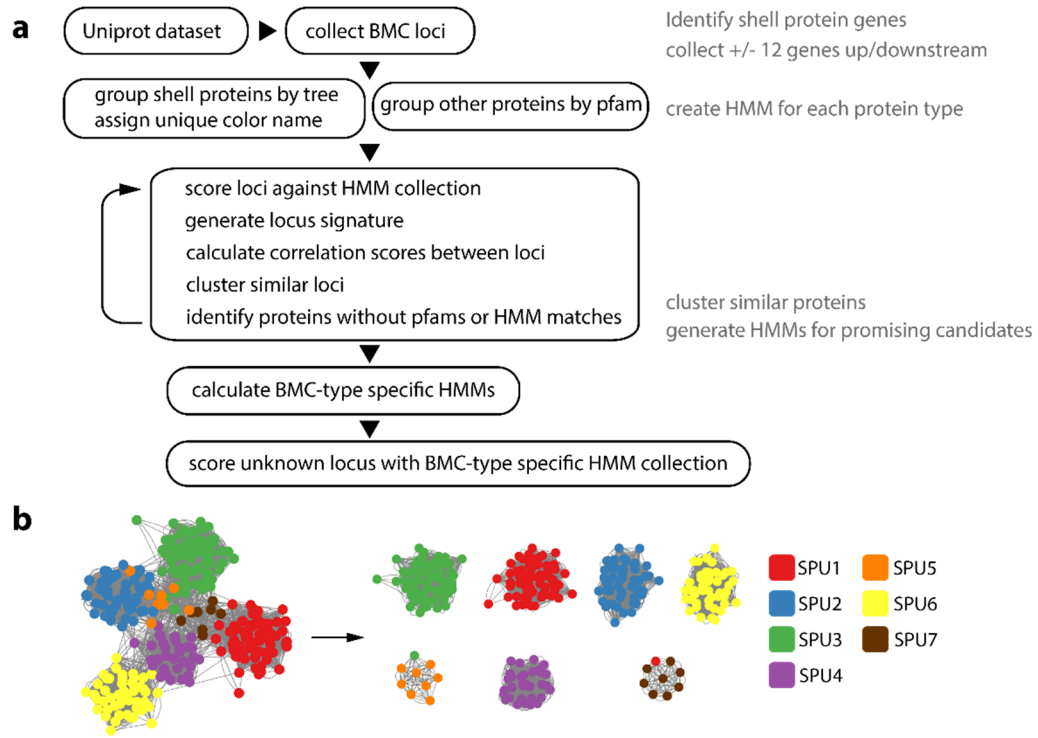 a
Uniprot dataset
collect BMC loci
Identify shell protein genes
collect +/- 12 genes up/downstream
group shell proteins by tree
assign unique color name
group other proteins by pfam
create HMM for each protein type
score loci against HMM collection
generate locus signature
calculate correlation scores between loci
cluster similar loci
identify proteins without pfams or HMM matches
cluster similar proteins
generate HMMs for promising candidates
calculate BMC-type specific HMMs
score unknown locus with BMC-type specific HMM collection
b
SPU1
SPU2
SPU3
SPU4
SPU5
SPU6
SPU7